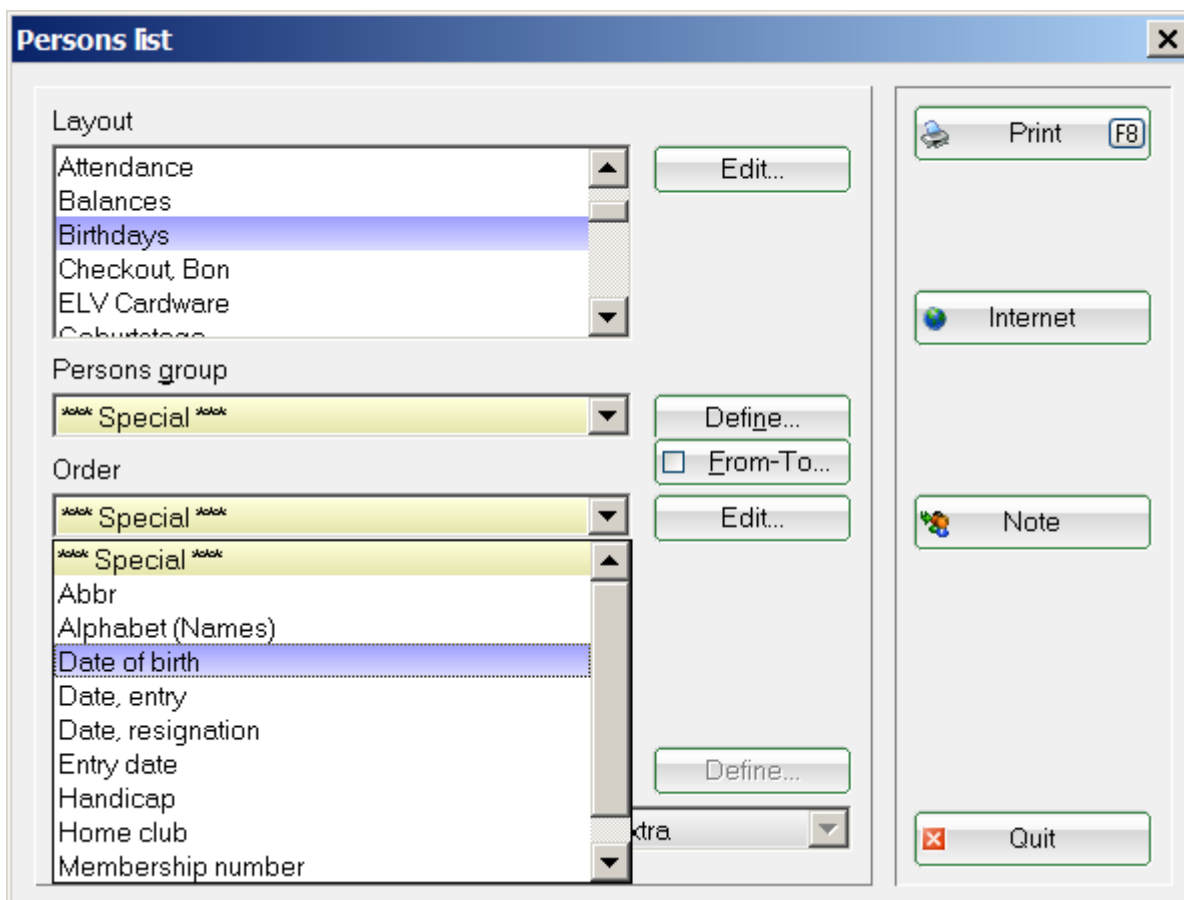 Persons list
Layout
Attendance
Balances
Birthdays
Checkout, Bon
ELV Cardware
Edit...
Persons group
*** Special ***
Define...
From-To...
Order
*** Special ***
Edit...
*** Special ***
Abbr
Alphabet (Names)
Date of birth
Date, entry
Date, resignation
Entry date
Handicap
Home club
Membership number
Define...
xtra
Print F8
Internet
Note
Quit